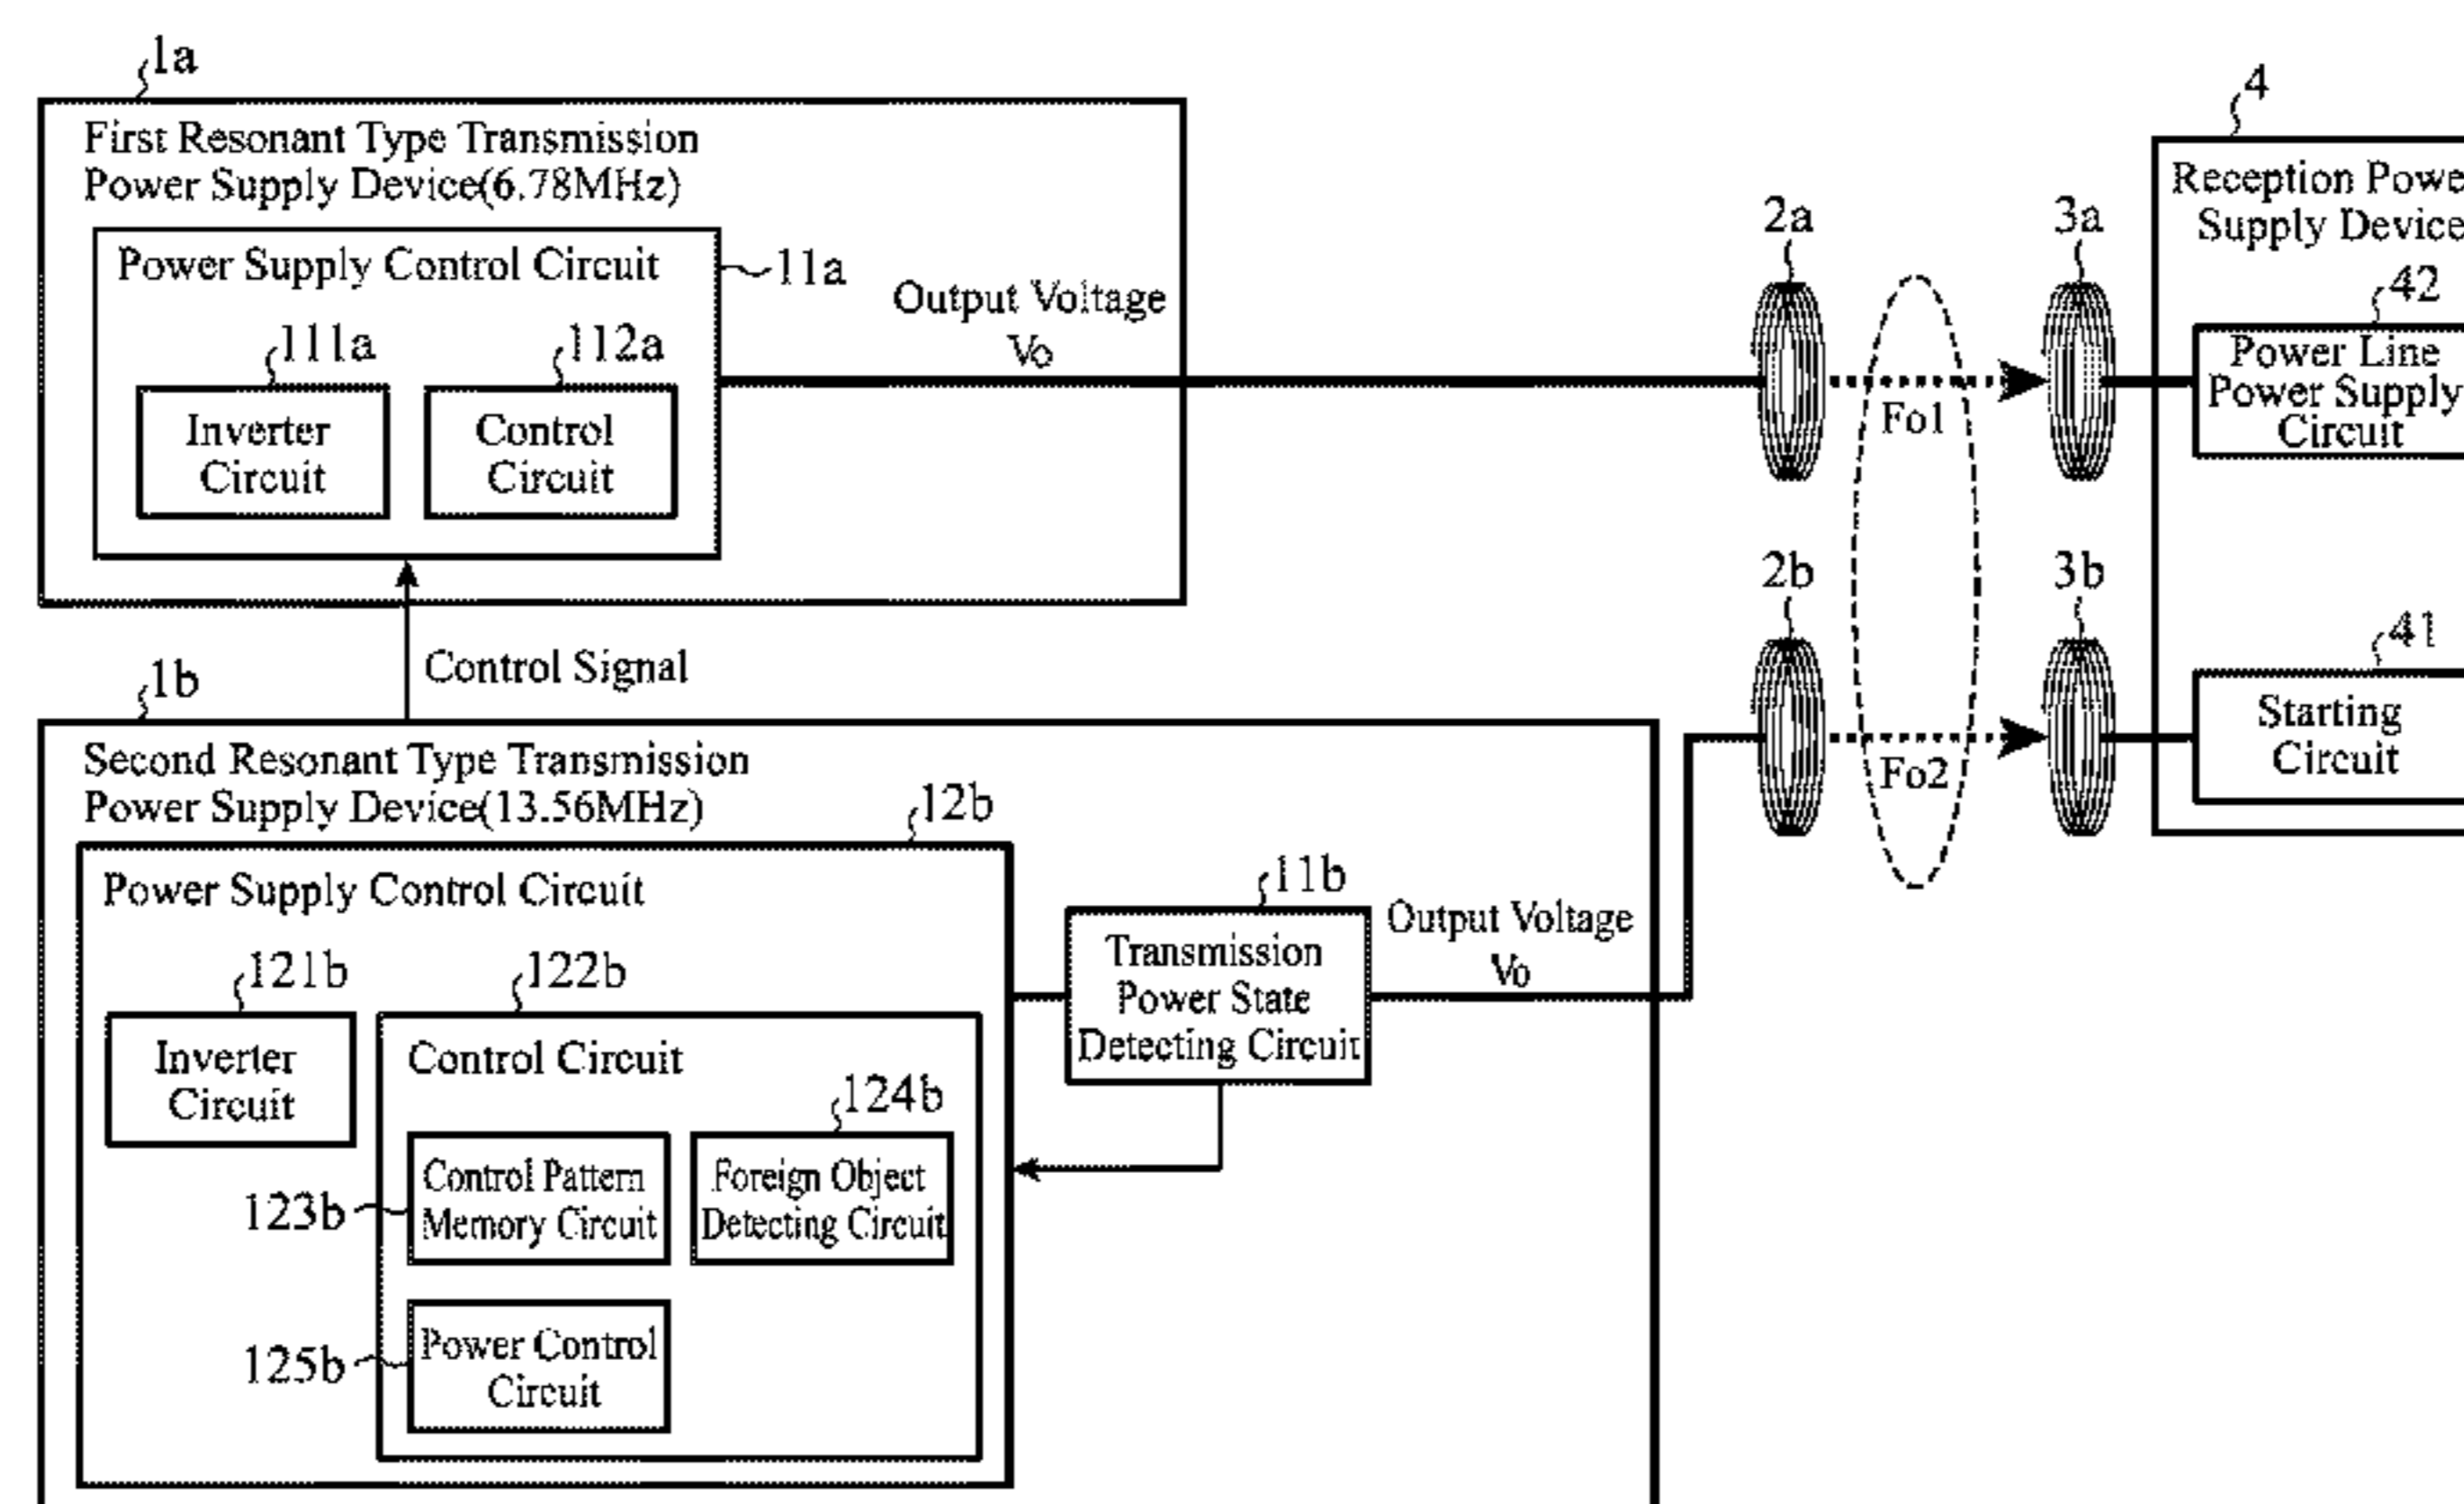 1a
First Resonant Type Transmission
Power Supply Device(6.78MHz)
Power Supply Control Circuit
11a
111a
Inverter
Circuit
112a
Control
Circuit
Output Voltage
Vo
2a
Fo1
3a
4
Reception Powe
Supply Device
42
Power Line
Power Supply
Circuit
Control Signal
1b
Second Resonant Type Transmission
Power Supply Device(13.56MHz)
12b
Power Supply Control Circuit
121b
Inverter
Circuit
122b
Control Circuit
123b
Control Pattern
Memory Circuit
124b
Foreign Object
Detecting Circuit
125b
Power Control
Circuit
11b
Transmission
Power State
Detecting Circuit
Output Voltage
Vo
2b
Fo2
3b
41
Starting
Circuit